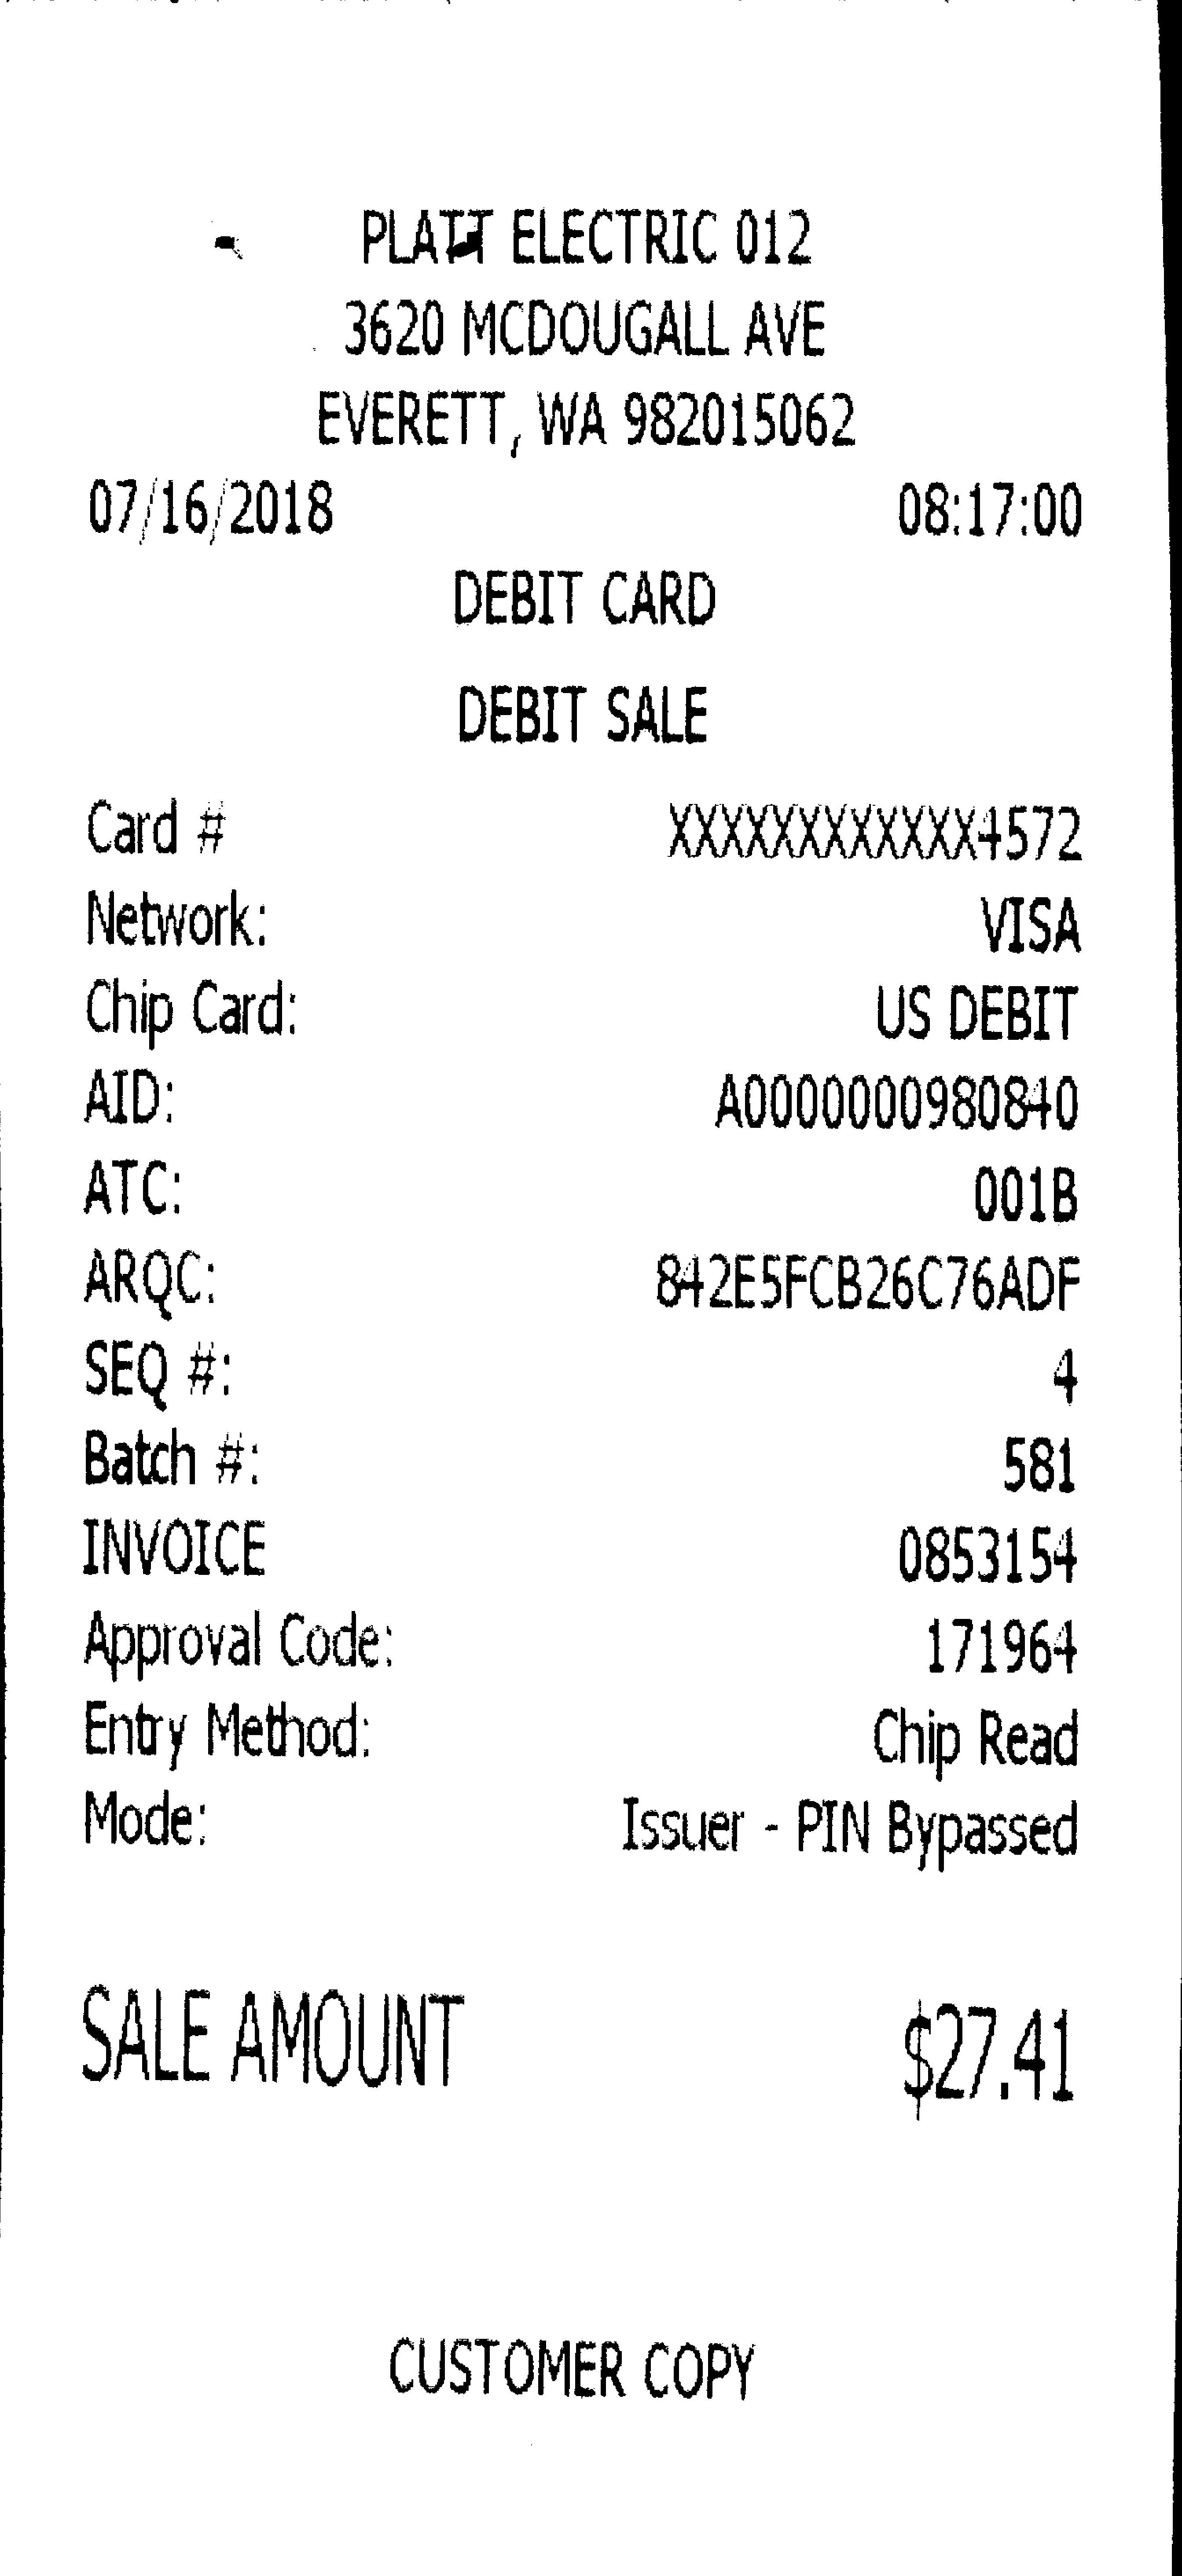 PLATT ELECTRIC 012
3620 MCDOUGALL AVE
EVERETT, WA 982015062
07/16/2018 08:17:00
DEBIT CARD
DEBIT SALE
Card # XXXXXXXXXXXX4572
Network: VISA
Chip Card: US DEBIT
AID: A0000000980840
ATC: 001B
ARQC: 842E5FCB26C76ADF
SEQ #: 4
Batch #: 581
INVOICE 0853154
Approval Code: 171964
Entry Method: Chip Read
Mode: Issuer - PIN Bypassed
SALE AMOUNT $27.41
CUSTOMER COPY